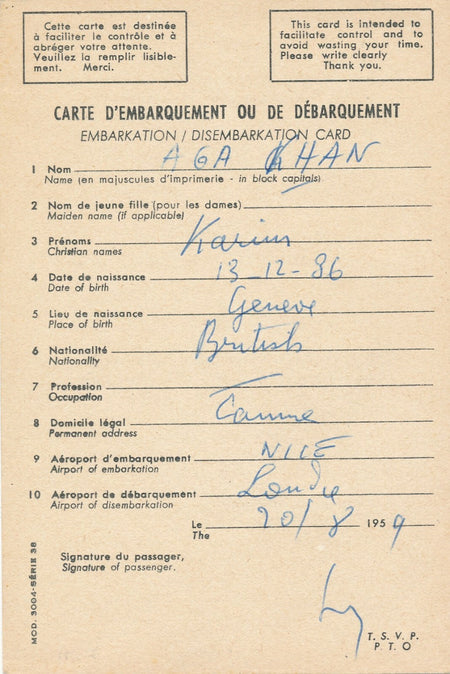 Cette carte est destinée
à faciliter le contrôle et à
abréger votre attente.
Veuillez la remplir lisible-
ment. Merci.
This card is intended to
facilitate control and to
avoid wasting your time.
Please write clearly
Thank you.
CARTE D'EMBARQUEMENT OU DE DÉBARQUEMENT
EMBARKATION / DISEMBARKATION CARD
1 Nom AGA KHAN
Name (en majuscules d'imprimerie - in block capitals)
2 Nom de jeune fille (pour les dames)
Maiden name (if applicable)
3 Prénoms Karim
Christian names
4 Date de naissance 13-12-36
Date of birth
5 Lieu de naissance Geneve
Place of birth
6 Nationalité British
Nationality
7 Profession
Occupation
8 Domicile légal
Permanent address
9 Aéroport d'embarquement NICE
Airport of embarkation
10 Aéroport de débarquement
Airport of disembarkation
Le 20/8 1959
The
Signature du passager,
Signature of passenger.
T. S. V. P.
P. T. O
MOD. 3004-SÉRIE 38